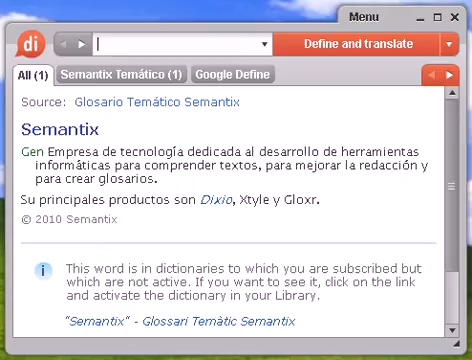 Menu
di
Define and translate
All (1)
Semantix Temático (1)
Google Define
Source: Glosario Temático Semantix
Semantix
Gen Empresa de tecnología dedicada al desarrollo de herramientas
informáticas para comprender textos, para mejorar la redacción y
para crear glosarios.
Su principales productos son Dixio, Xtyle y Gloxr.
© 2010 Semantix
i
This word is in dictionaries to which you are subscribed but
which are not active. If you want to see it, click on the link
and activate the dictionary in your Library.
"Semantix" - Glossari Temàtic Semantix